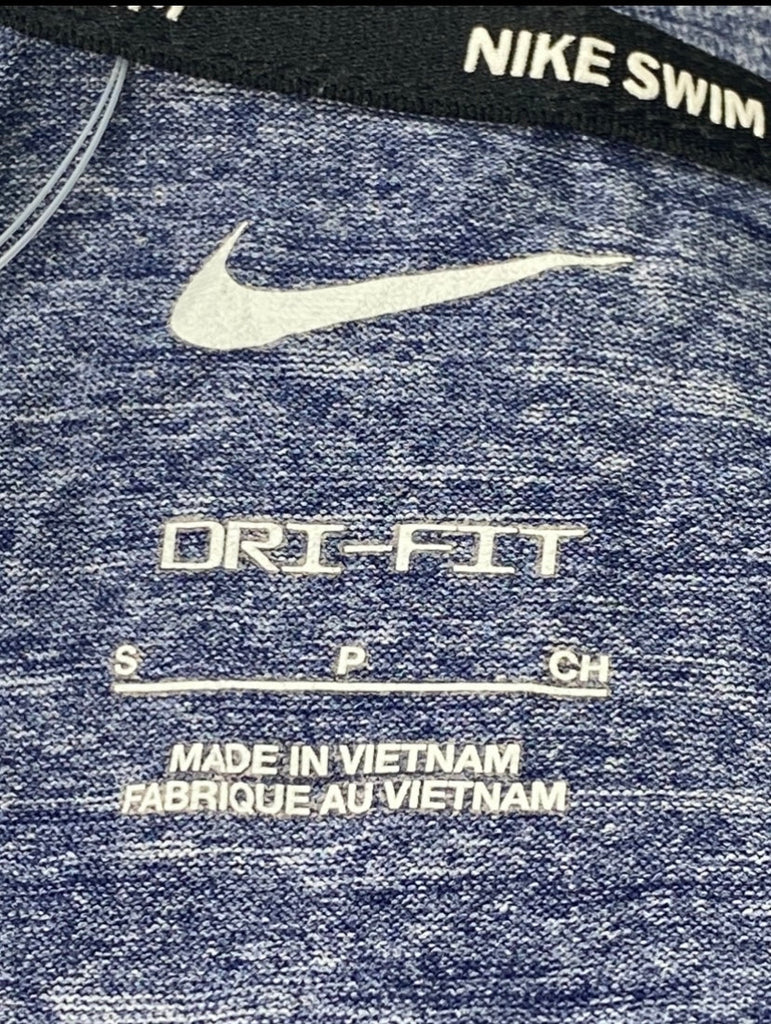 NIKE SWIM
DRI-FIT
S P CH
MADE IN VIETNAM
FABRIQUE AU VIETNAM